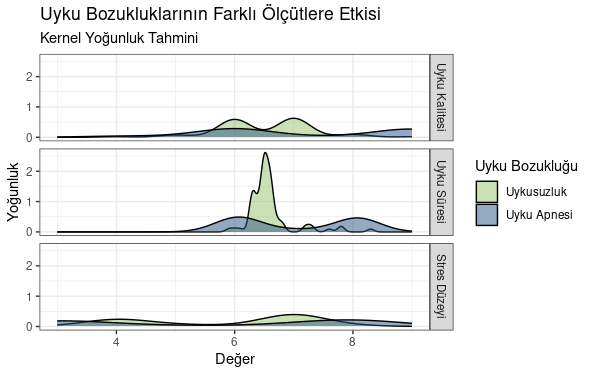 Uyku Bozukluklarının Farklı Ölçütlere Etkisi
Kernel Yoğunluk Tahmini
Yoğunluk
2
1
0
Uyku Kalitesi
2
1
0
Uyku Süresi
2
1
0
Stres Düzeyi
4
6
8
Değer
Uyku Bozukluğu
Uykusuzluk
Uyku Apnesi